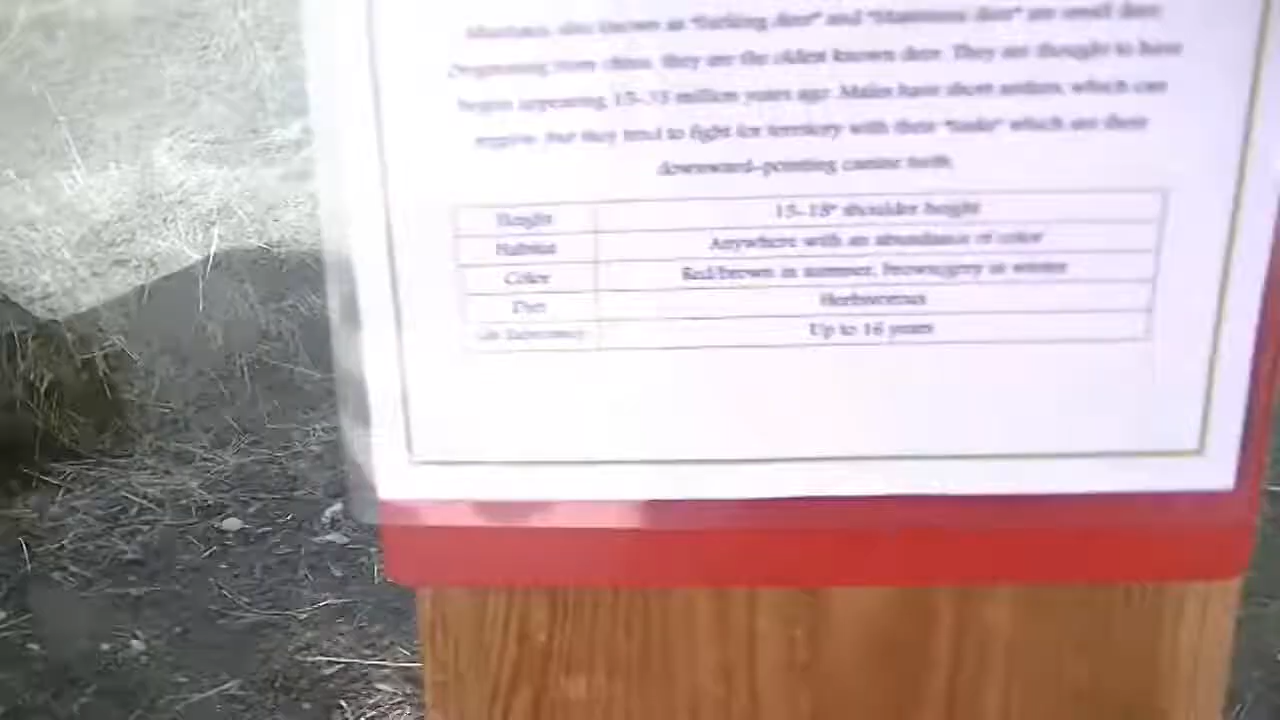 also known as "barking deer" and are small deer
from china, they are the oldest known deer. They are thought to have
begun appearing 15-35 million years ago. Males have short antlers, which can
regrow, but they tend to fight for territory with their "tusks" which are their
downward-pointing canine teeth.
Height 15-18" shoulder height
Habitat Anywhere with an abundance of color
Color Red/brown in summer, brown/grey in winter
Diet Herbivorous
Life Expectancy Up to 16 years